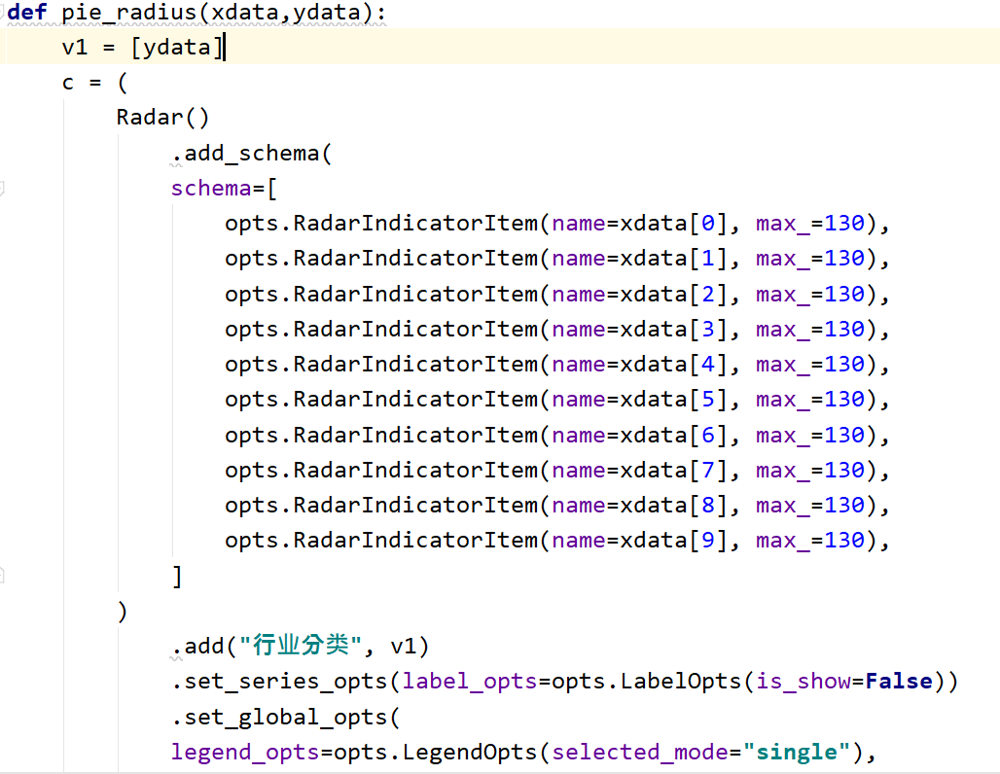 def pie_radius(xdata,ydata):
v1 = [ydata]
c = (
Radar()
.add_schema(
schema=[
opts.RadarIndicatorItem(name=xdata[0], max_=130),
opts.RadarIndicatorItem(name=xdata[1], max_=130),
opts.RadarIndicatorItem(name=xdata[2], max_=130),
opts.RadarIndicatorItem(name=xdata[3], max_=130),
opts.RadarIndicatorItem(name=xdata[4], max_=130),
opts.RadarIndicatorItem(name=xdata[5], max_=130),
opts.RadarIndicatorItem(name=xdata[6], max_=130),
opts.RadarIndicatorItem(name=xdata[7], max_=130),
opts.RadarIndicatorItem(name=xdata[8], max_=130),
opts.RadarIndicatorItem(name=xdata[9], max_=130),
]
)
.add("行业分类", v1)
.set_series_opts(label_opts=opts.LabelOpts(is_show=False))
.set_global_opts(
legend_opts=opts.LegendOpts(selected_mode="single"),